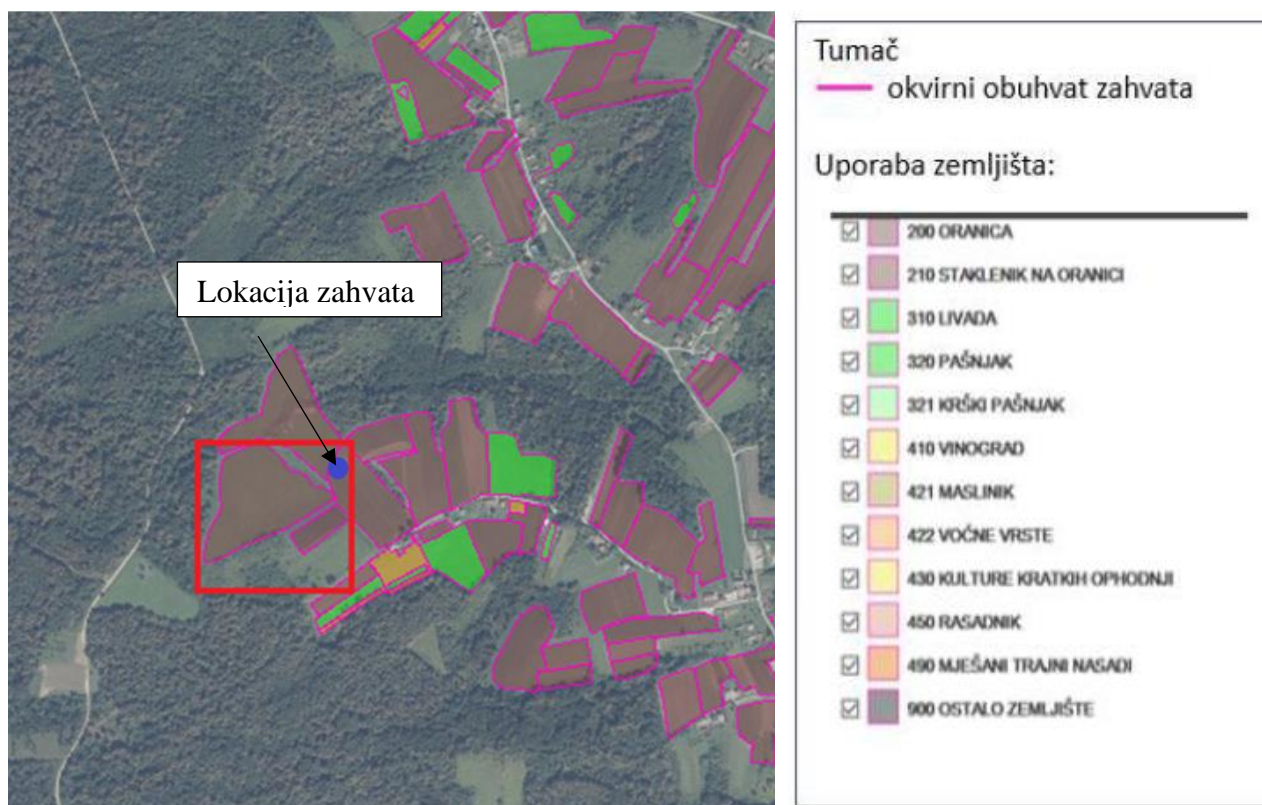 Lokacija zahvata
Tumač
okvirni obuhvat zahvata
Uporaba zemljišta:
200 ORANICA
210 STAKLENIK NA ORANICI
310 LIVADA
320 PAŠNJAK
321 KRŠKI PAŠNJAK
410 VINOGRAD
421 MASLINIK
422 VOĆNE VRSTE
430 KULTURE KRATKIH OPHODNJI
450 RASADNIK
490 MJEŠANI TRAJNI NASADI
900 OSTALO ZEMLJIŠTE